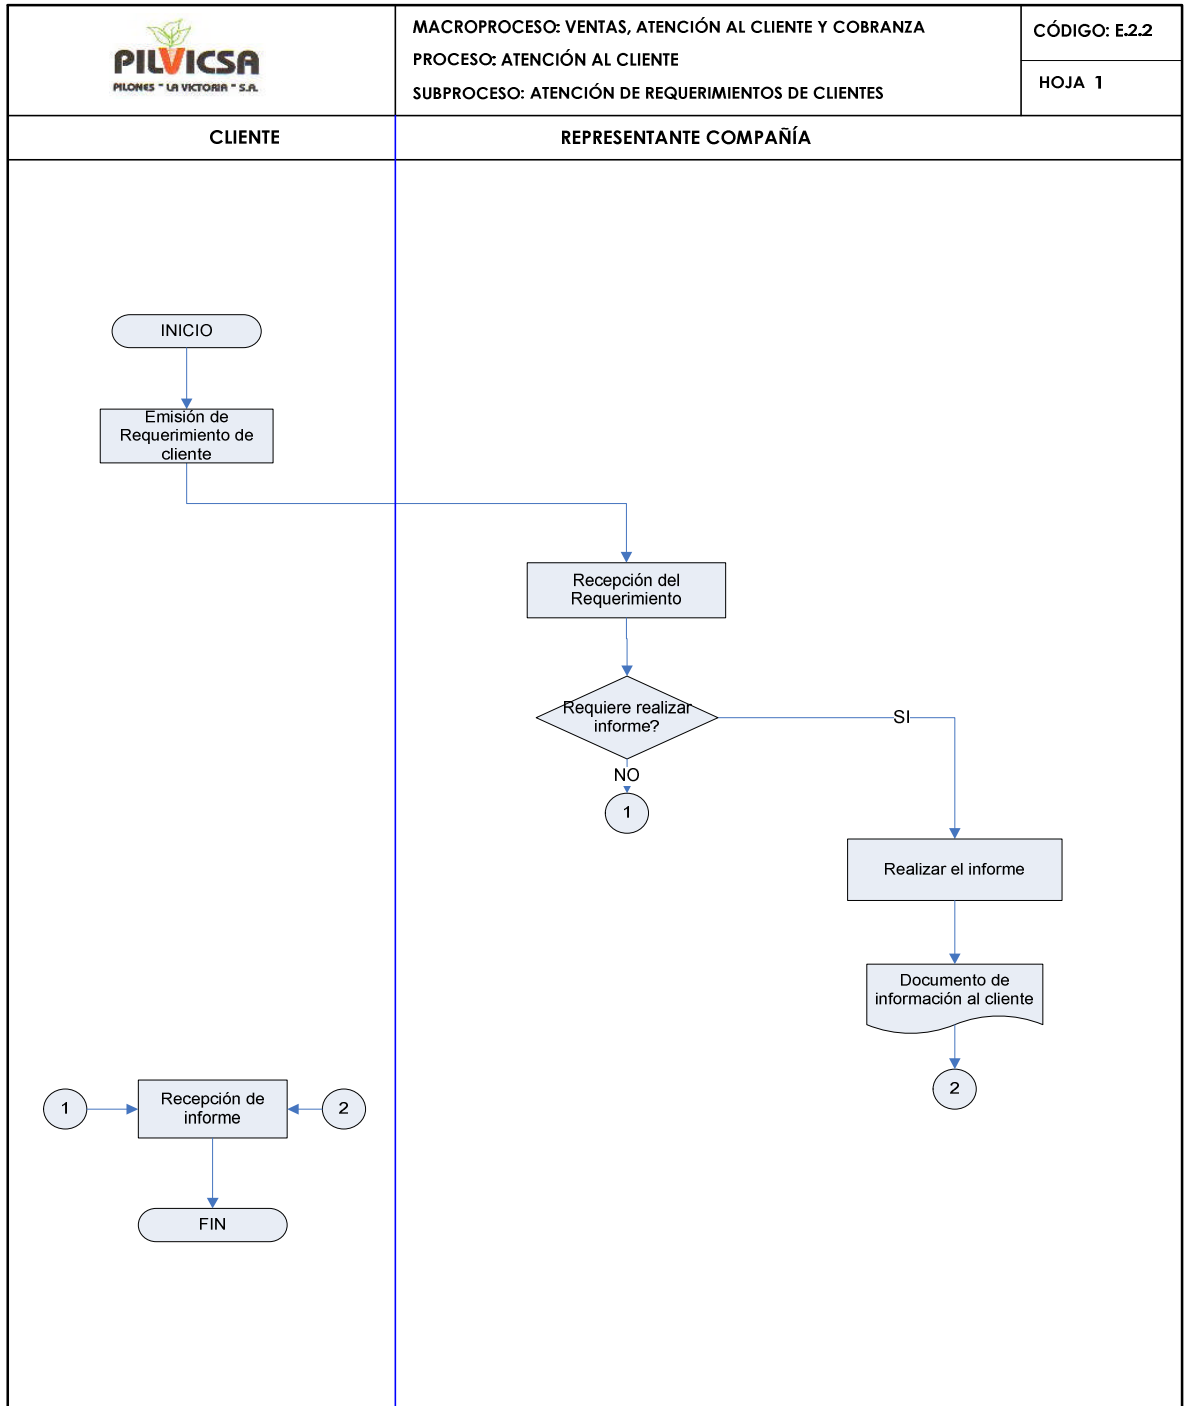 PILVICSA
PILONES " LA VICTORIA " S.A.
MACROPROCESO: VENTAS, ATENCIÓN AL CLIENTE Y COBRANZA
PROCESO: ATENCIÓN AL CLIENTE
SUBPROCESO: ATENCIÓN DE REQUERIMIENTOS DE CLIENTES
CÓDIGO: E.2.2
HOJA 1
CLIENTE
REPRESENTANTE COMPAÑÍA
INICIO
Emisión de
Requerimiento de
cliente
Recepción del
Requerimiento
Requiere realizar
informe?
SI
NO
1
Realizar el informe
Documento de
información al cliente
2
1
Recepción de
informe
2
FIN